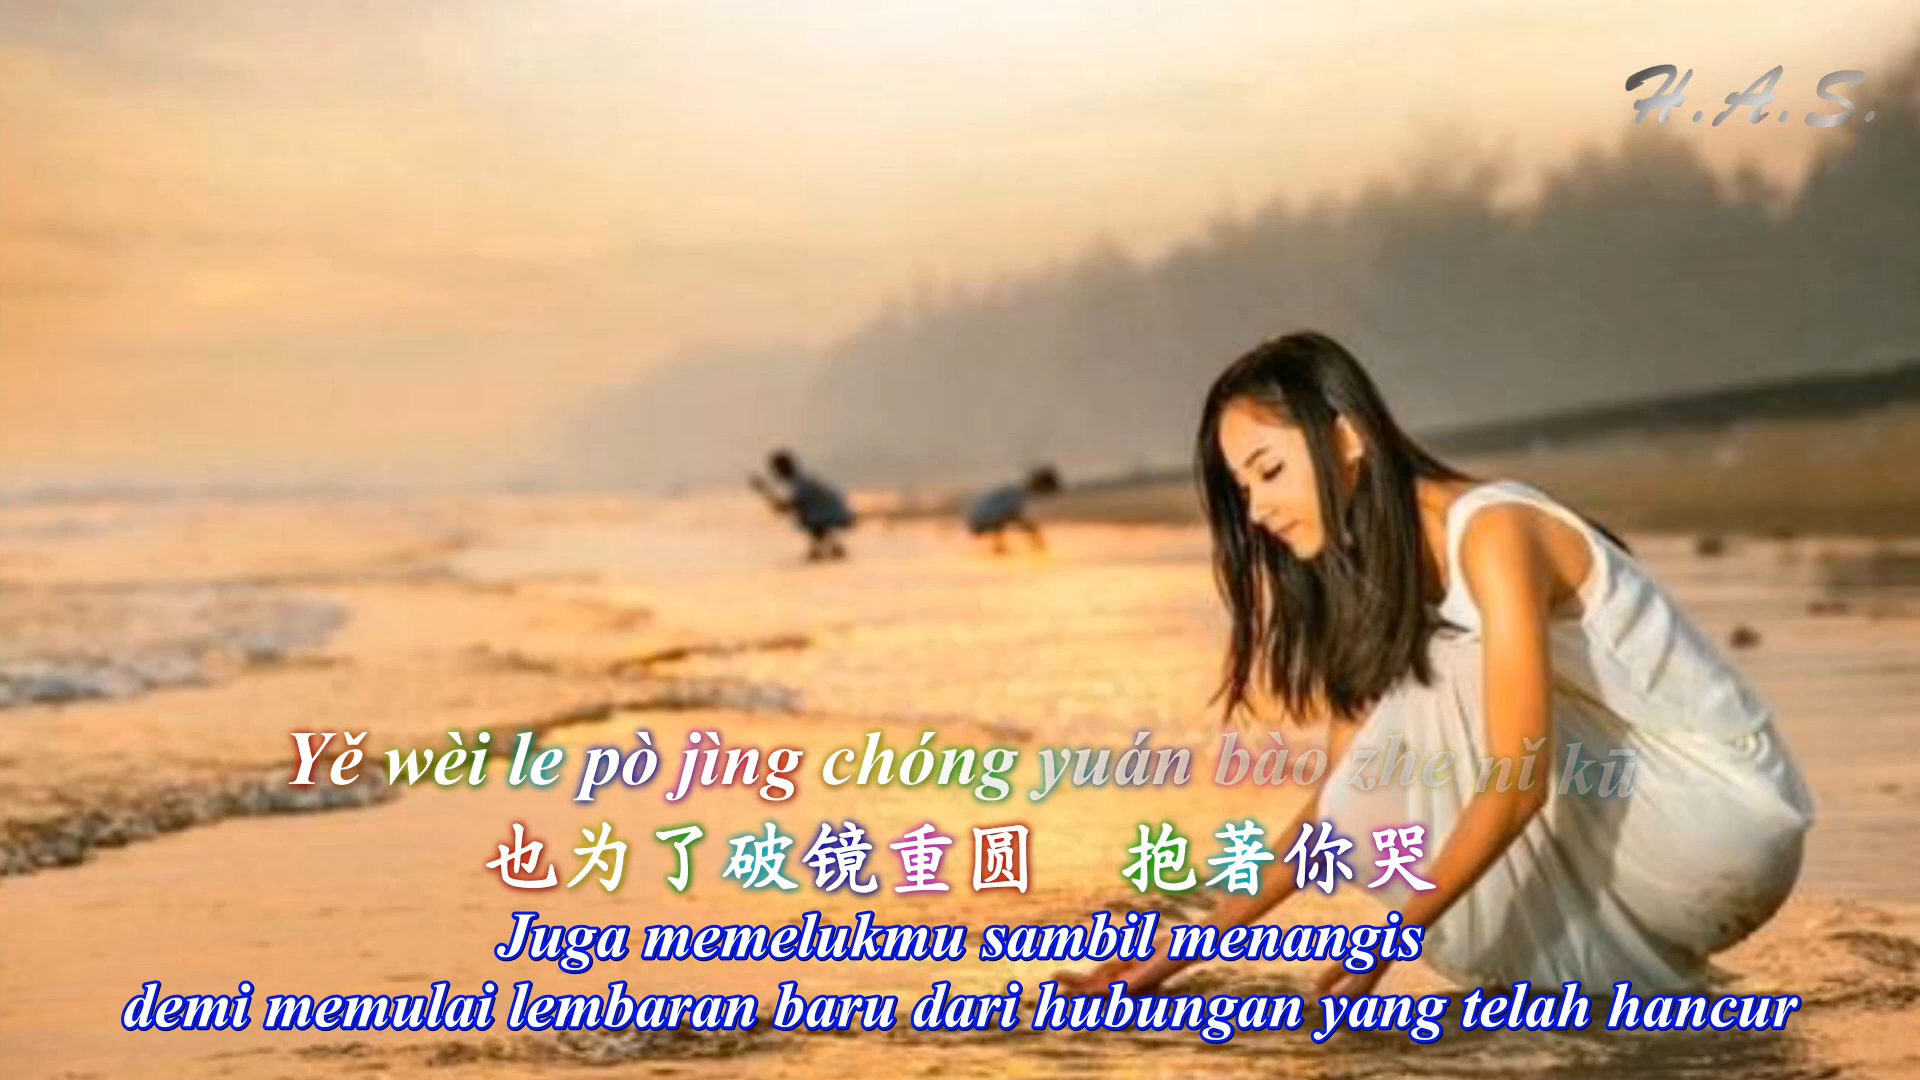 H.A.S.
Yě wèi le pò jìng chóng yuán bào zhe nǐ kū
也为了破镜重圆 抱著你哭
Juga memelukmu sambil menangis
demi memulai lembaran baru dari hubungan yang telah hancur